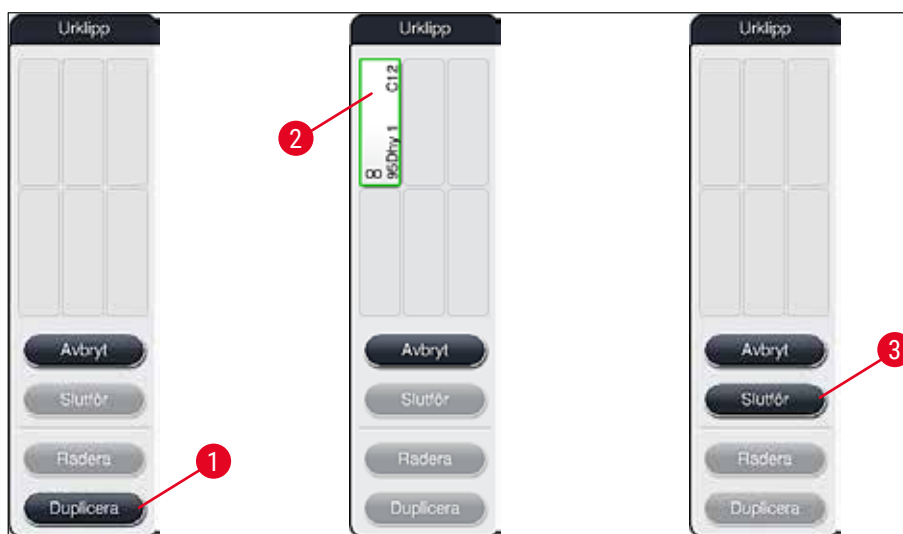 Urklipp
Avbryt
Slutför
Radera
Duplicera
1
Urklipp
C12
95Dhy 1
8
2
Avbryt
Slutför
Radera
Duplicera
Urklipp
Avbryt
Slutför
3
Radera
Duplicera